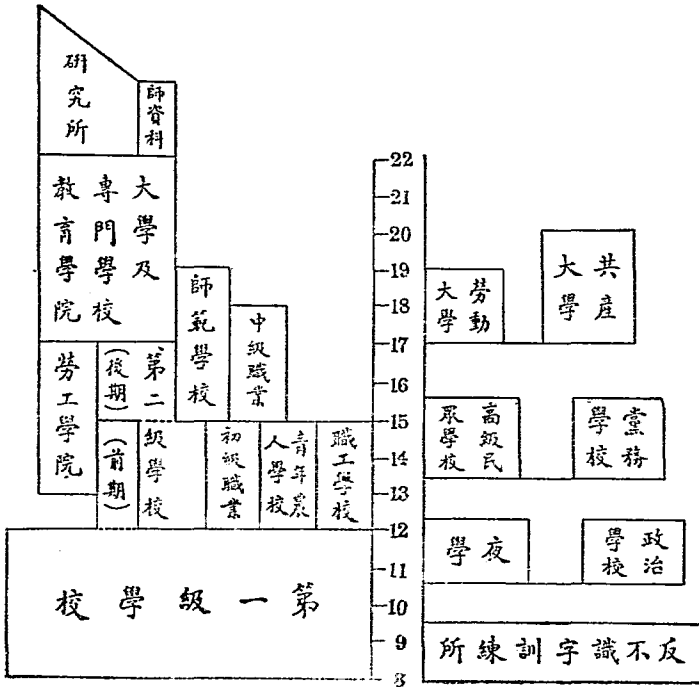 研究所
師資科
大學及
專門學校
教育學院
師範學校
中級職業
勞工學院
第二
級學校
(後期)
(前期)
初級職業
青年農
人學校
職工學校
第一級學校
22
21
20
19
18
17
16
15
14
13
12
11
10
9
8
共產
大學
勞動
大學
黨務
學校
高級民
眾學校
政治
學校
夜學
反不識字訓練所